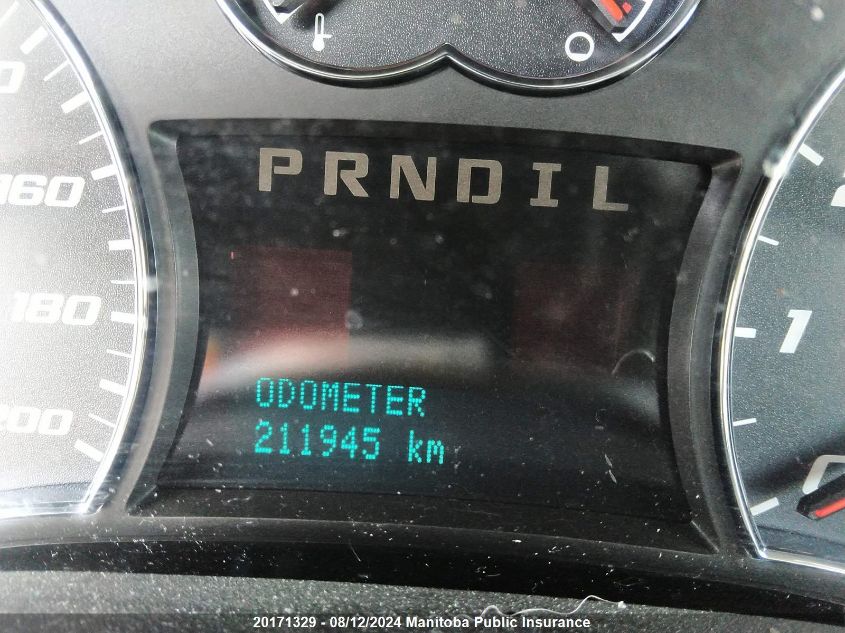 160
PRNDIL
180
1
ODOMETER
200
211945 km
20171329 - 08/12/2024 Manitoba Public Insurance